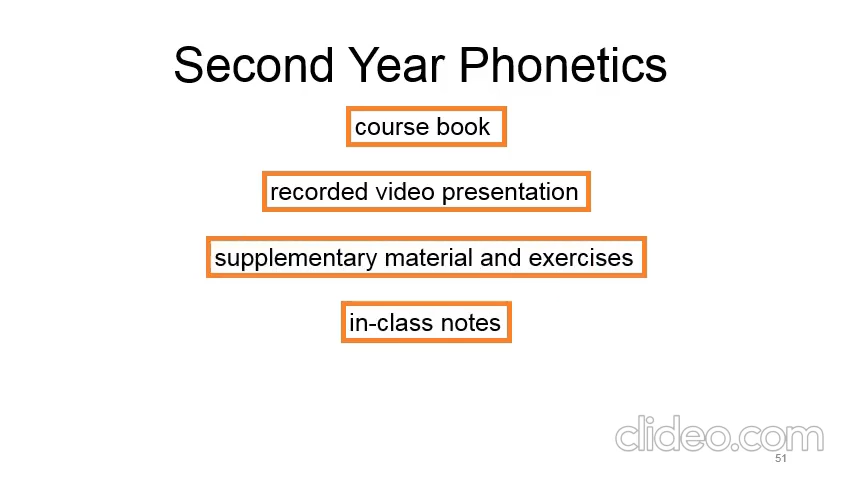 Second Year Phonetics
course book
recorded video presentation
supplementary material and exercises
in-class notes
clideo.com
51